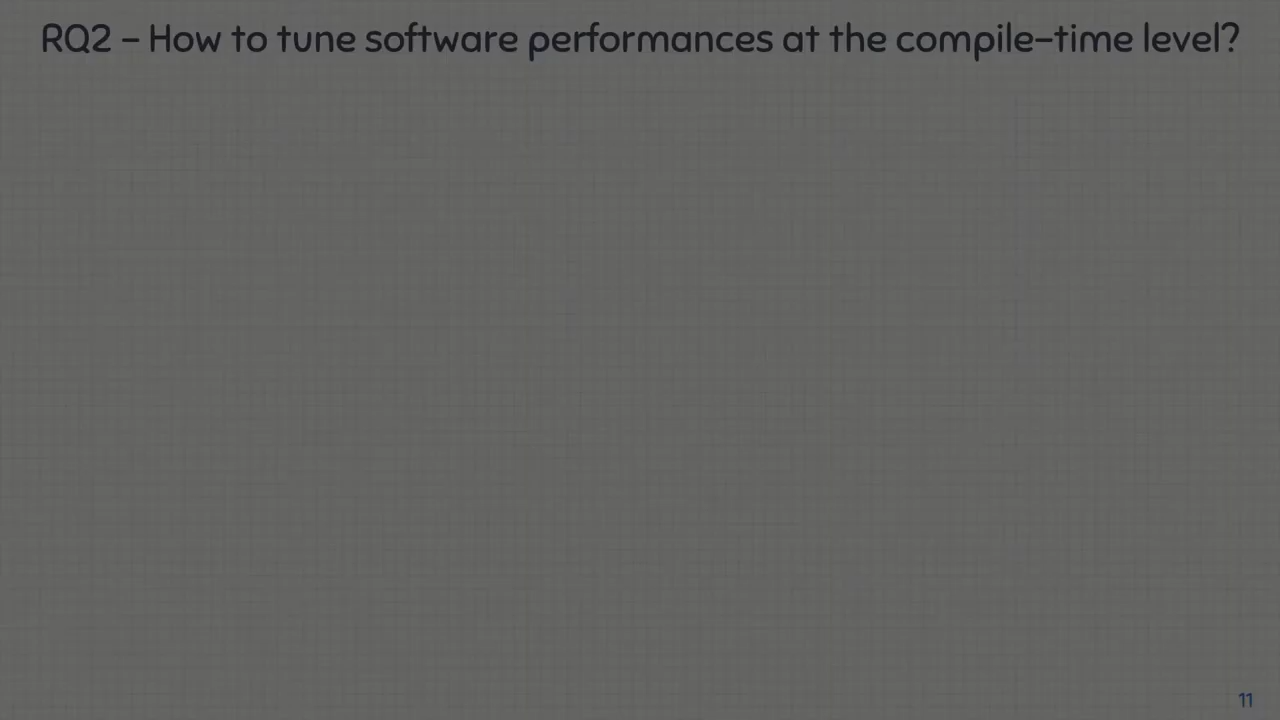 RQ2 – How to tune software performances at the compile-time level?
11